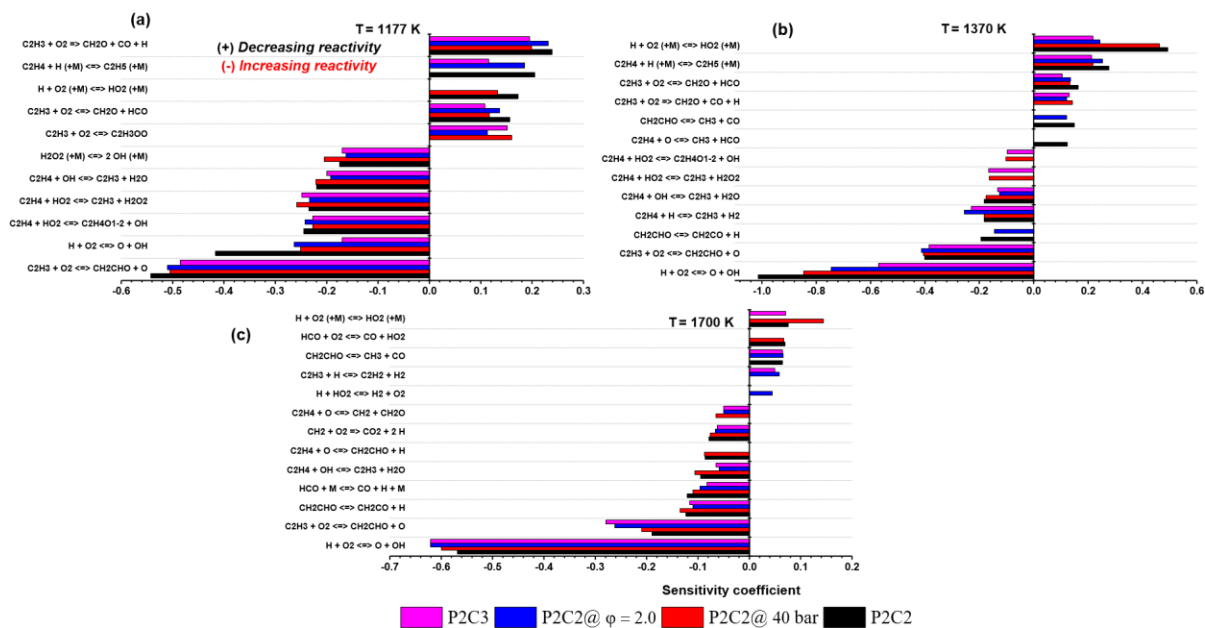 (a)
T = 1177 K
(+) Decreasing reactivity
(-) Increasing reactivity
C2H3 + O2 => CH2O + CO + H
C2H4 + H (+M) <=> C2H5 (+M)
H + O2 (+M) <=> HO2 (+M)
C2H3 + O2 <=> CH2O + HCO
C2H3 + O2 <=> C2H3OO
H2O2 (+M) <=> 2 OH (+M)
C2H4 + OH <=> C2H3 + H2O
C2H4 + HO2 <=> C2H3 + H2O2
C2H4 + HO2 <=> C2H4O1-2 + OH
H + O2 <=> O + OH
C2H3 + O2 <=> CH2CHO + O
-0.6 -0.5 -0.4 -0.3 -0.2 -0.1 0.0 0.1 0.2 0.3
T = 1370 K
(b)
H + O2 (+M) <=> HO2 (+M)
C2H4 + H (+M) <=> C2H5 (+M)
C2H3 + O2 <=> CH2O + HCO
C2H3 + O2 => CH2O + CO + H
CH2CHO <=> CH3 + CO
C2H4 + O <=> CH3 + HCO
C2H4 + HO2 <=> C2H4O1-2 + OH
C2H4 + HO2 <=> C2H3 + H2O2
C2H4 + OH <=> C2H3 + H2O
C2H4 + H <=> C2H3 + H2
CH2CHO <=> CH2CO + H
C2H3 + O2 <=> CH2CHO + O
H + O2 <=> O + OH
-1.0 -0.8 -0.6 -0.4 -0.2 0.0 0.2 0.4 0.6
(c)
T = 1700 K
H + O2 (+M) <=> HO2 (+M)
HCO + O2 <=> CO + HO2
CH2CHO <=> CH3 + CO
C2H3 + H <=> C2H2 + H2
H + HO2 <=> H2 + O2
C2H4 + O <=> CH2 + CH2O
CH2 + O2 => CO2 + 2 H
C2H4 + O <=> CH2CHO + H
C2H4 + OH <=> C2H3 + H2O
HCO + M <=> CO + H + M
CH2CHO <=> CH2CO + H
C2H3 + O2 <=> CH2CHO + O
H + O2 <=> O + OH
-0.7 -0.6 -0.5 -0.4 -0.3 -0.2 -0.1 0.0 0.1 0.2
Sensitivity coefficient
P2C3 P2C2@ φ = 2.0 P2C2@ 40 bar P2C2